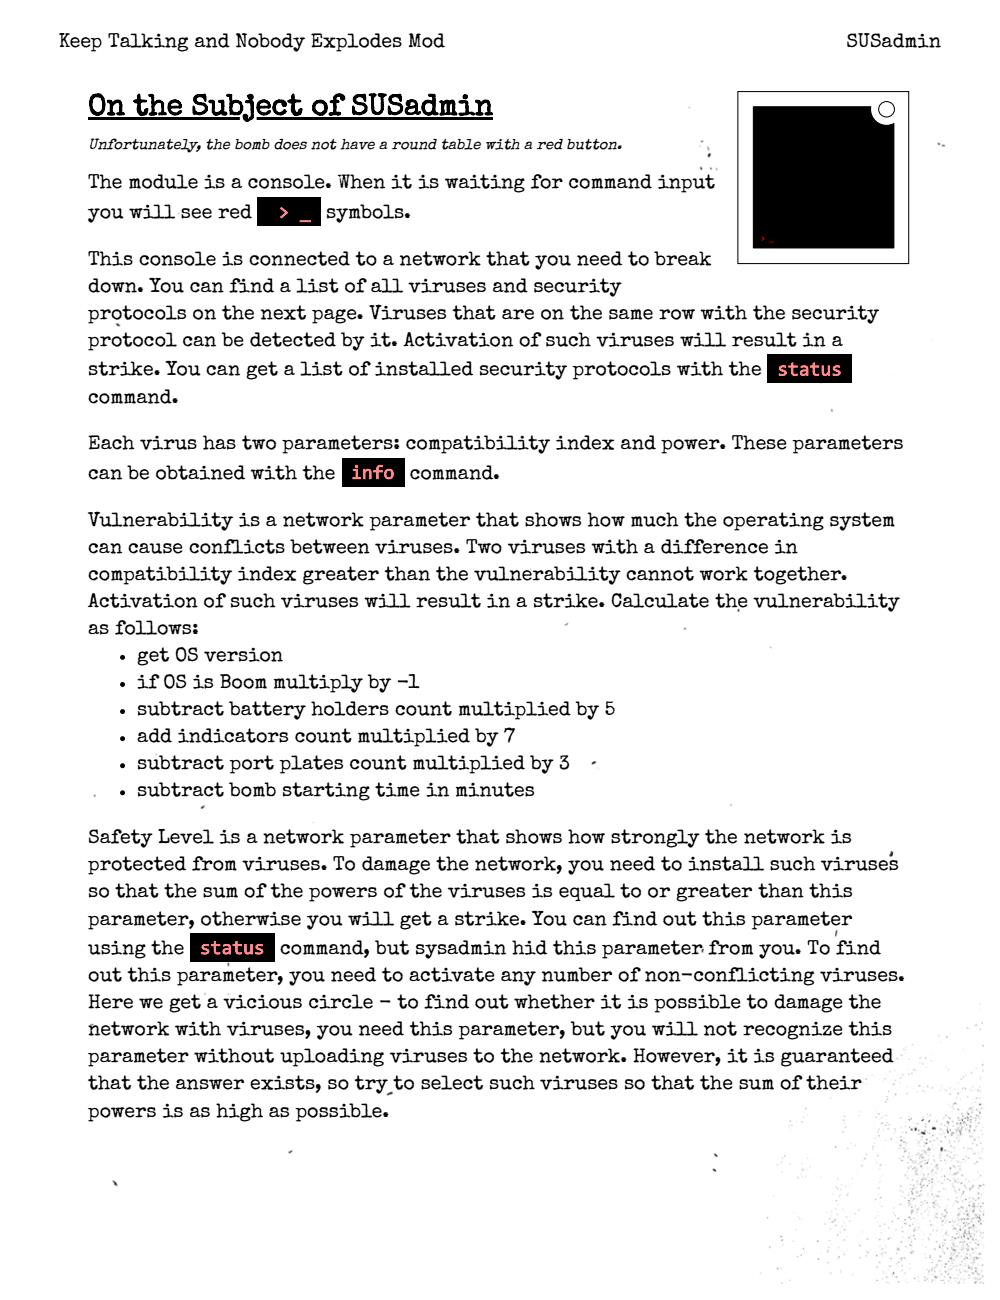 Keep Talking and Nobody Explodes Mod
SUSadmin
On the Subject of SUSadmin
Unfortunately, the bomb does not have a round table with a red button.
The module is a console. When it is waiting for command input
you will see red > _ symbols.
This console is connected to a network that you need to break
down. You can find a list of all viruses and security
protocols on the next page. Viruses that are on the same row with the security
protocol can be detected by it. Activation of such viruses will result in a
strike. You can get a list of installed security protocols with the status
command.
Each virus has two parameters: compatibility index and power. These parameters
can be obtained with the info command.
Vulnerability is a network parameter that shows how much the operating system
can cause conflicts between viruses. Two viruses with a difference in
compatibility index greater than the vulnerability cannot work together.
Activation of such viruses will result in a strike. Calculate the vulnerability
as follows:
• get OS version
• if OS is Boom multiply by -1
• subtract battery holders count multiplied by 5
• add indicators count multiplied by 7
• subtract port plates count multiplied by 3
• subtract bomb starting time in minutes
Safety Level is a network parameter that shows how strongly the network is
protected from viruses. To damage the network, you need to install such viruses
so that the sum of the powers of the viruses is equal to or greater than this
parameter, otherwise you will get a strike. You can find out this parameter
using the status command, but sysadmin hid this parameter from you. To find
out this parameter, you need to activate any number of non-conflicting viruses.
Here we get a vicious circle - to find out whether it is possible to damage the
network with viruses, you need this parameter, but you will not recognize this
parameter without uploading viruses to the network. However, it is guaranteed
that the answer exists, so try to select such viruses so that the sum of their
powers is as high as possible.